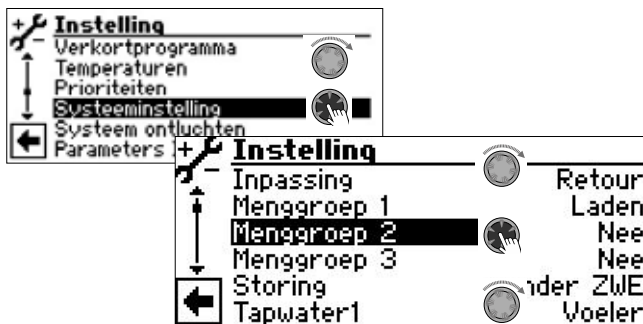 Instelling
Verkortprogramma
Temperaturen
Prioriteiten
Systeeminstelling
Systeem ontluchten
Parameters
Instelling
Inpassing Retour
Menggroep 1 Laden
Menggroep 2 Nee
Menggroep 3 Nee
Storing ZWE
Tapwater1 Voeler